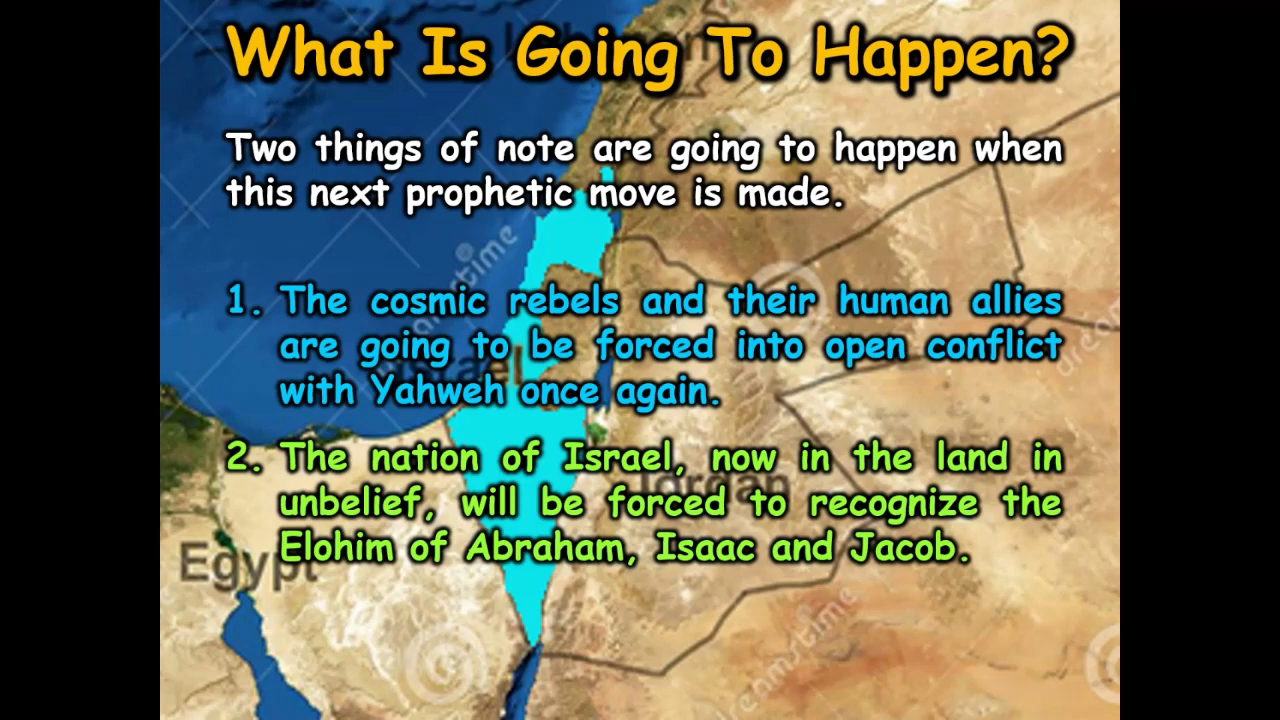 What Is Going To Happen?
Two things of note are going to happen when
this next prophetic move is made.
1. The cosmic rebels and their human allies
are going to be forced into open conflict
with Yahweh once again.
2. The nation of Israel, now in the land in
unbelief, will be forced to recognize the
Elohim of Abraham, Isaac and Jacob.
Israel
Jordan
Egypt
dreamstime
dreamstime